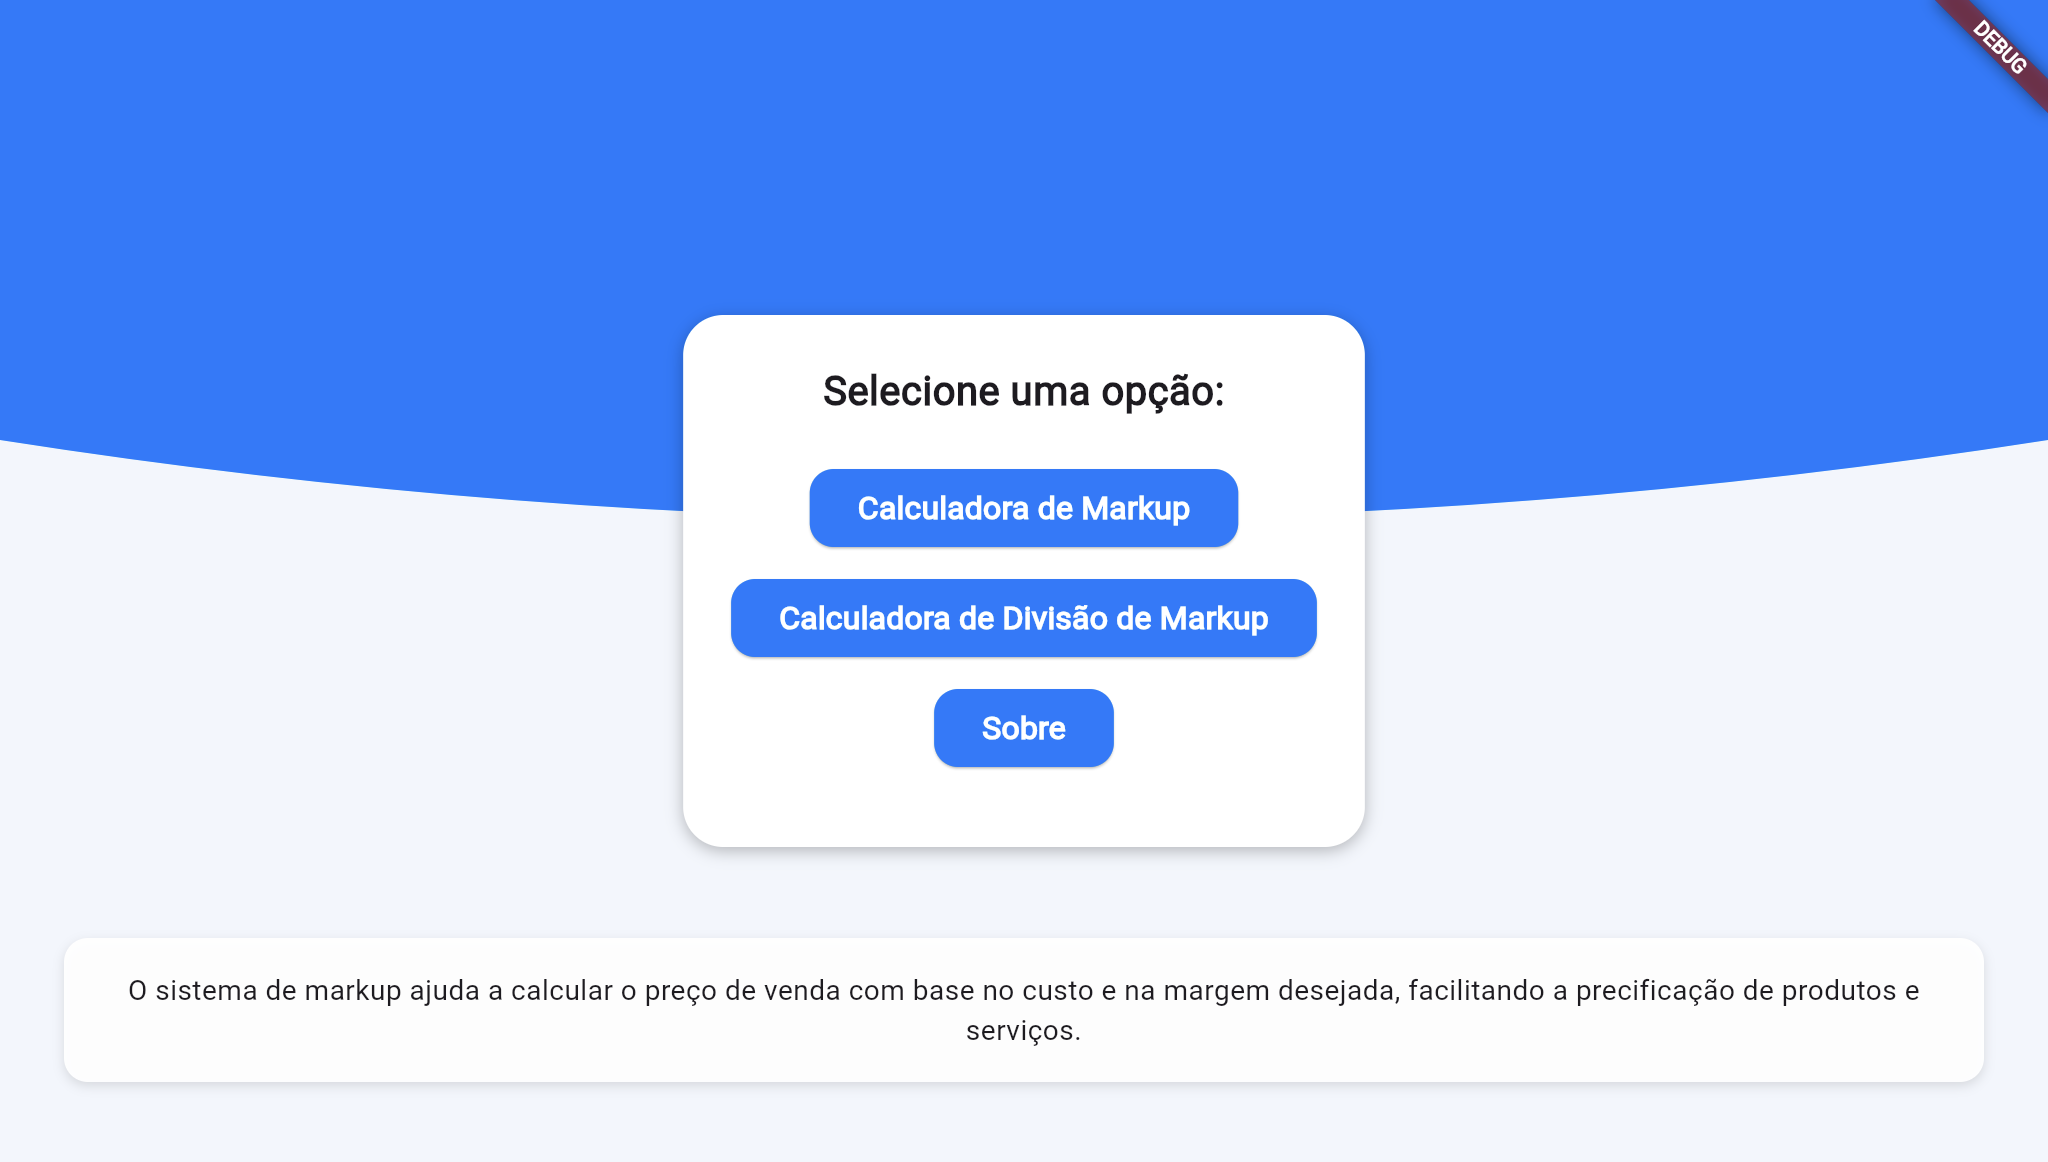 DEBUG
Selecione uma opção:
Calculadora de Markup
Calculadora de Divisão de Markup
Sobre
O sistema de markup ajuda a calcular o preço de venda com base no custo e na margem desejada, facilitando a precificação de produtos e
serviços.